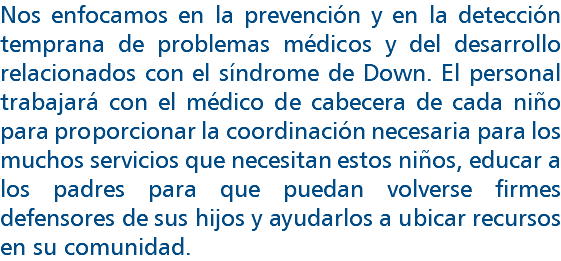 Nos enfocamos en la prevención y en la detección
temprana de problemas médicos y del desarrollo
relacionados con el síndrome de Down. El personal
trabajará con el médico de cabecera de cada niño
para proporcionar la coordinación necesaria para los
muchos servicios que necesitan estos niños, educar a
los padres para que puedan volverse firmes
defensores de sus hijos y ayudarlos a ubicar recursos
en su comunidad.